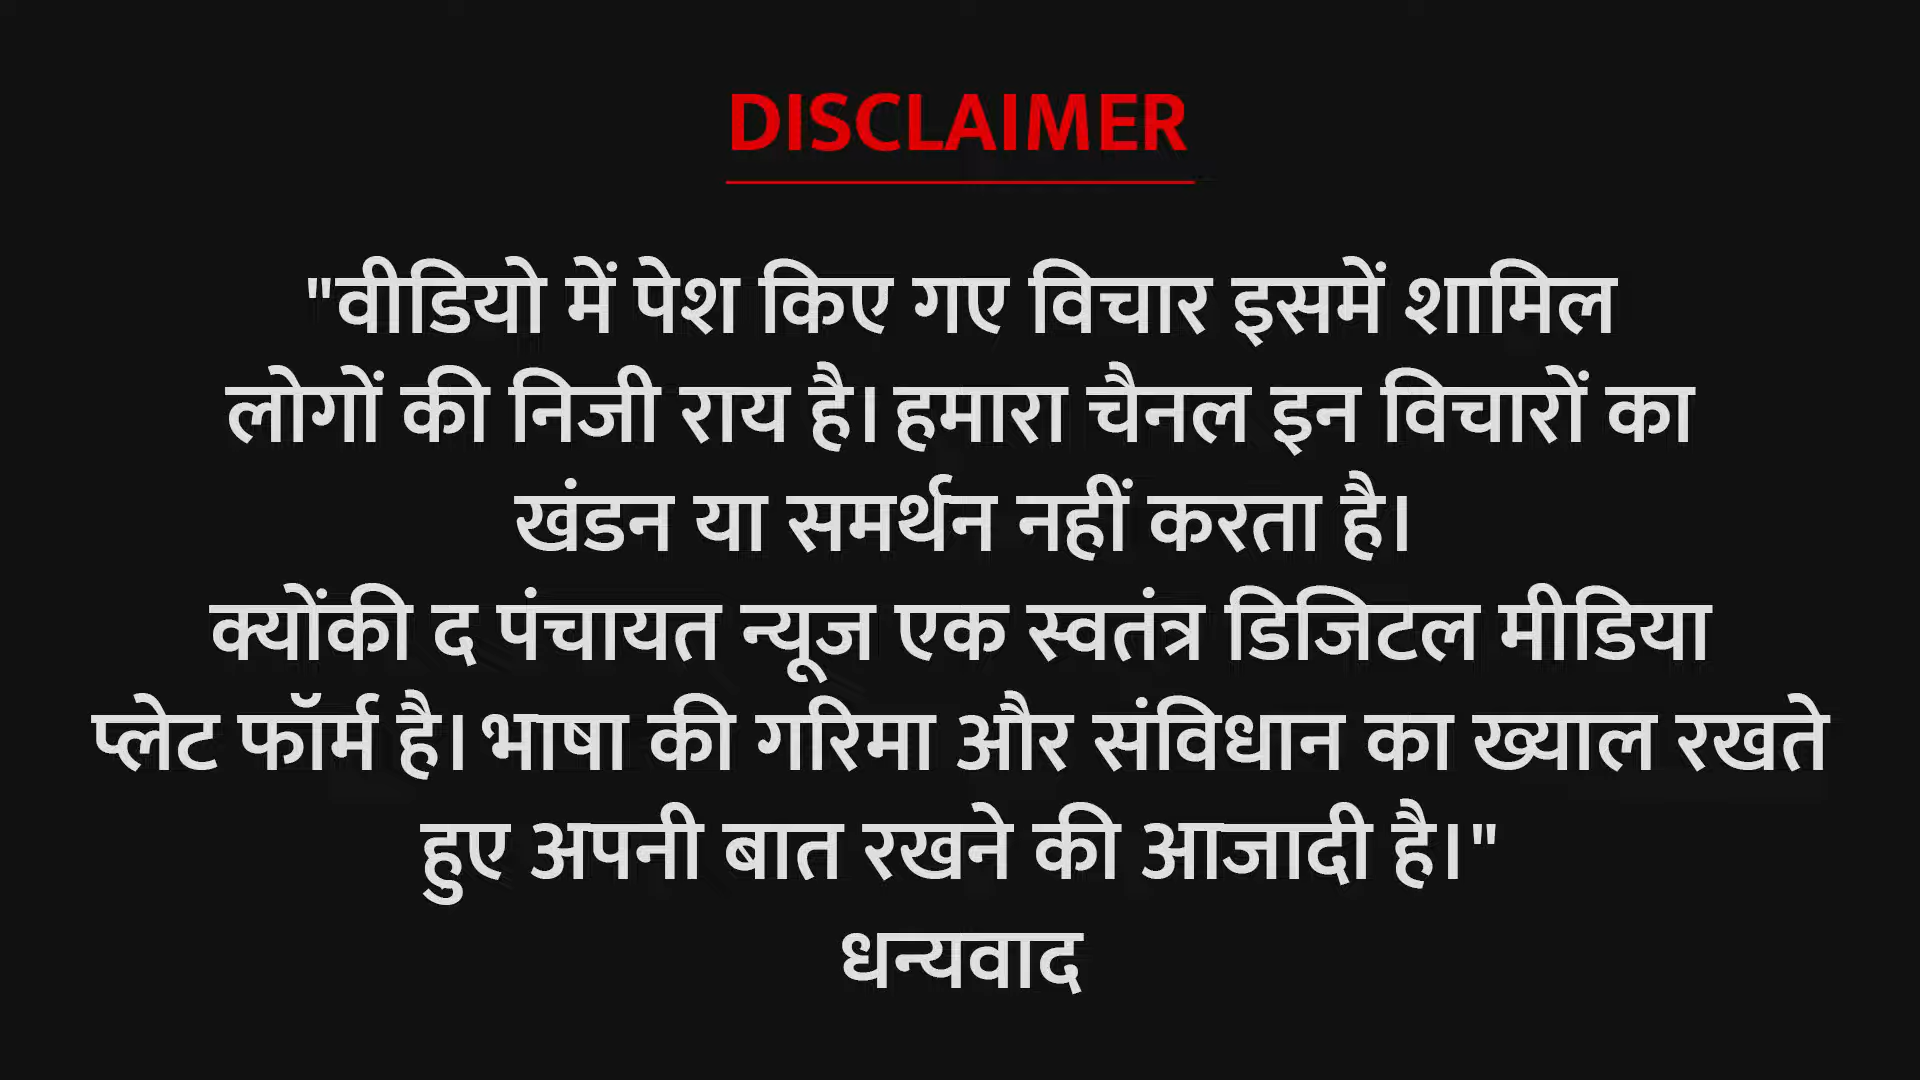 DISCLAIMER
"वीडियो में पेश किए गए विचार इसमें शामिल
लोगों की निजी राय है। हमारा चैनल इन विचारों का
खंडन या समर्थन नहीं करता है।
क्योंकी द पंचायत न्यूज एक स्वतंत्र डिजिटल मीडिया
प्लेट फॉर्म है। भाषा की गरिमा और संविधान का ख्याल रखते
हुए अपनी बात रखने की आजादी है।"
धन्यवाद